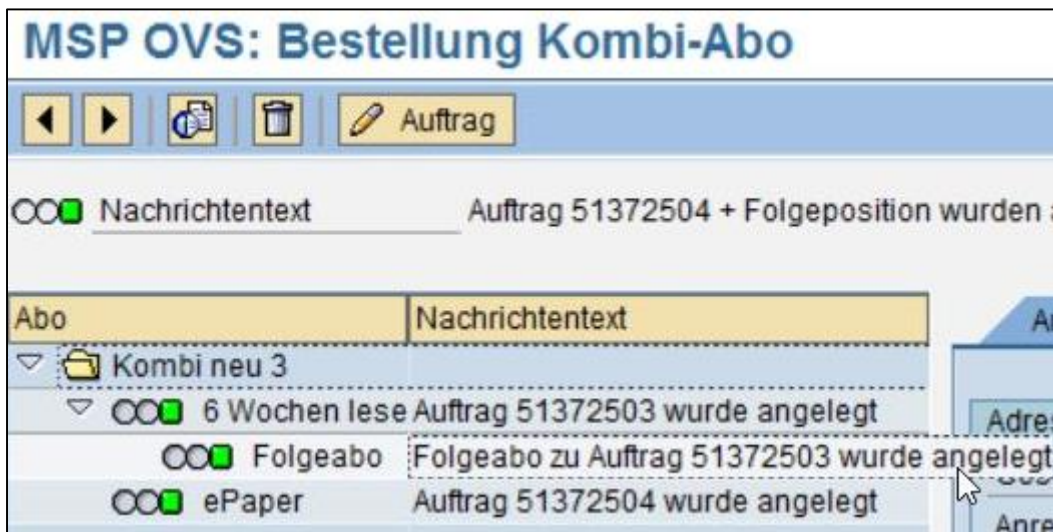 MSP OVS: Bestellung Kombi-Abo
Auftrag
Nachrichtentext Auftrag 51372504 + Folgeposition wurden
Abo Nachrichtentext
Kombi neu 3
6 Wochen lese Auftrag 51372503 wurde angelegt
Folgeabo Folgeabo zu Auftrag 51372503 wurde angelegt
ePaper Auftrag 51372504 wurde angelegt